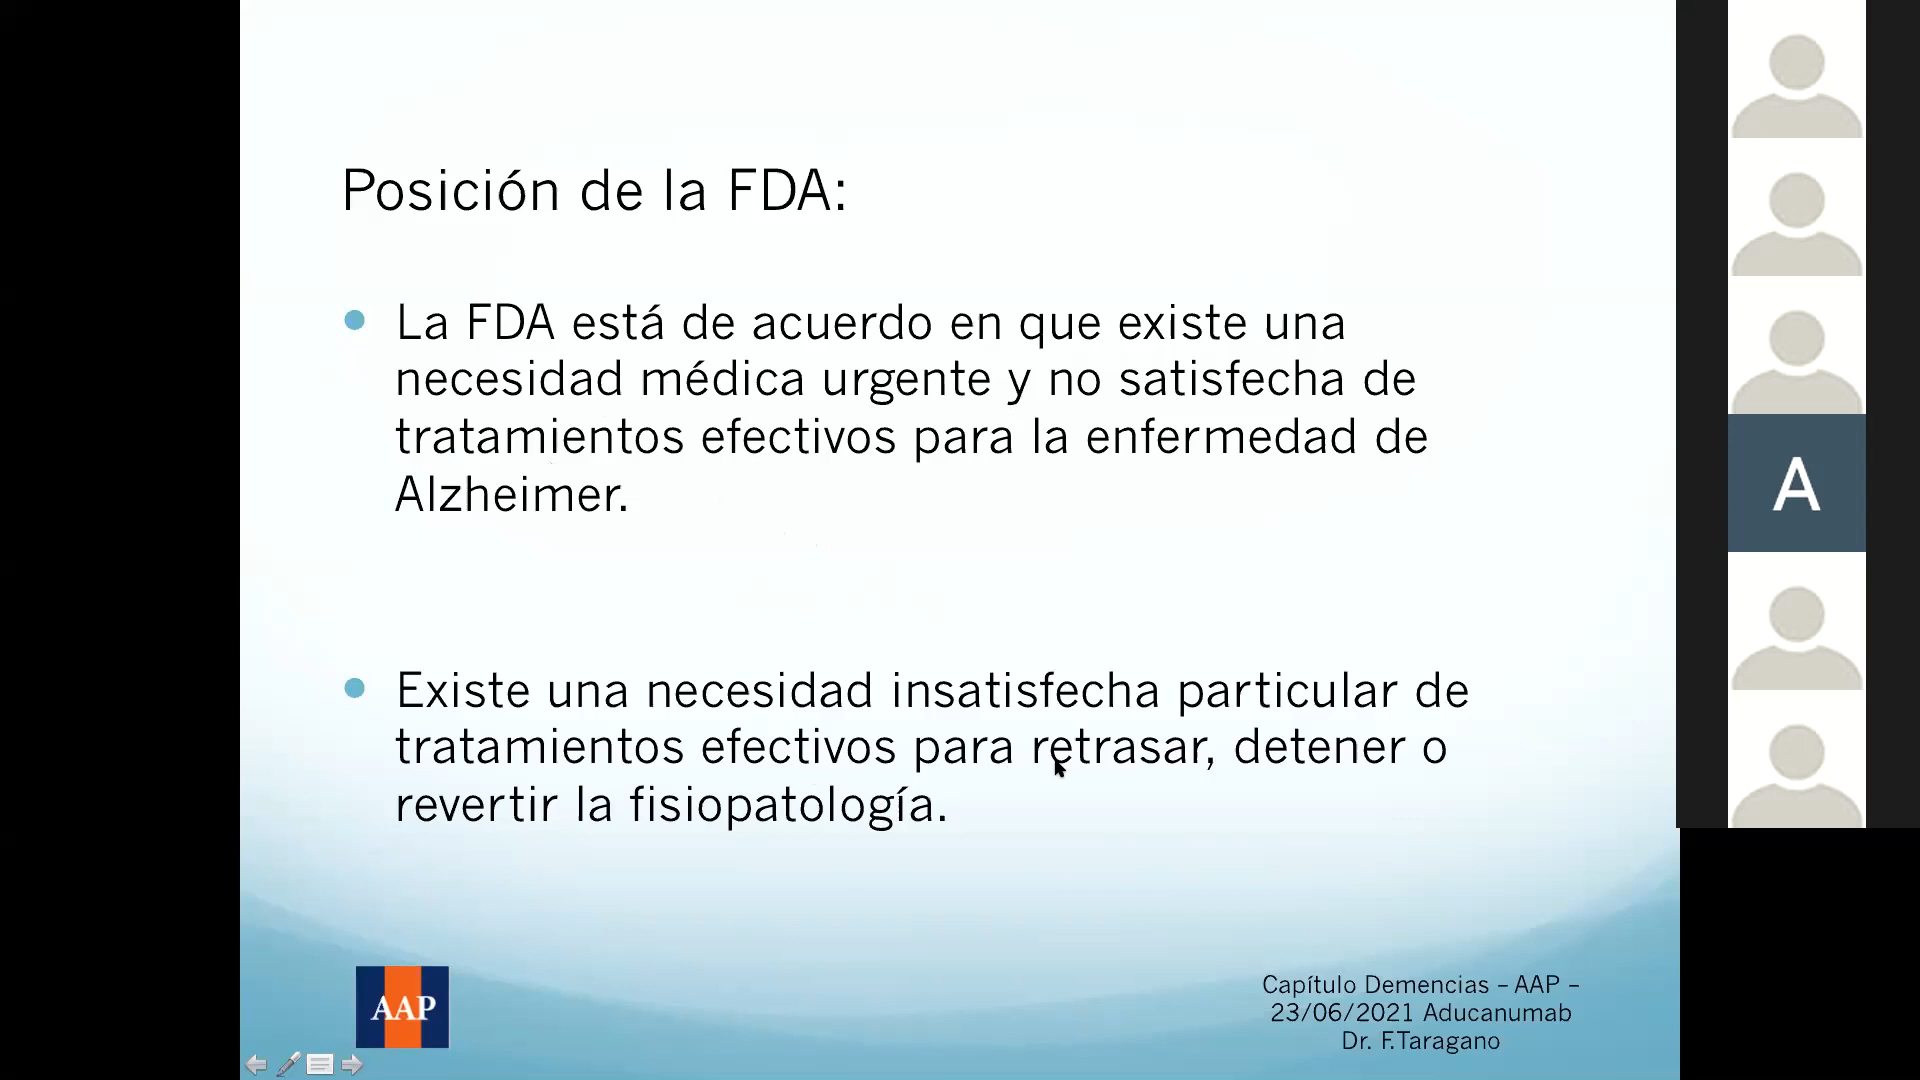 Posición de la FDA:
La FDA está de acuerdo en que existe una
necesidad médica urgente y no satisfecha de
tratamientos efectivos para la enfermedad de
Alzheimer.
Existe una necesidad insatisfecha particular de
tratamientos efectivos para retrasar, detener o
revertir la fisiopatología.
A
AAP
Capítulo Demencias – AAP –
23/06/2021 Aducanumab
Dr. F.Taragano